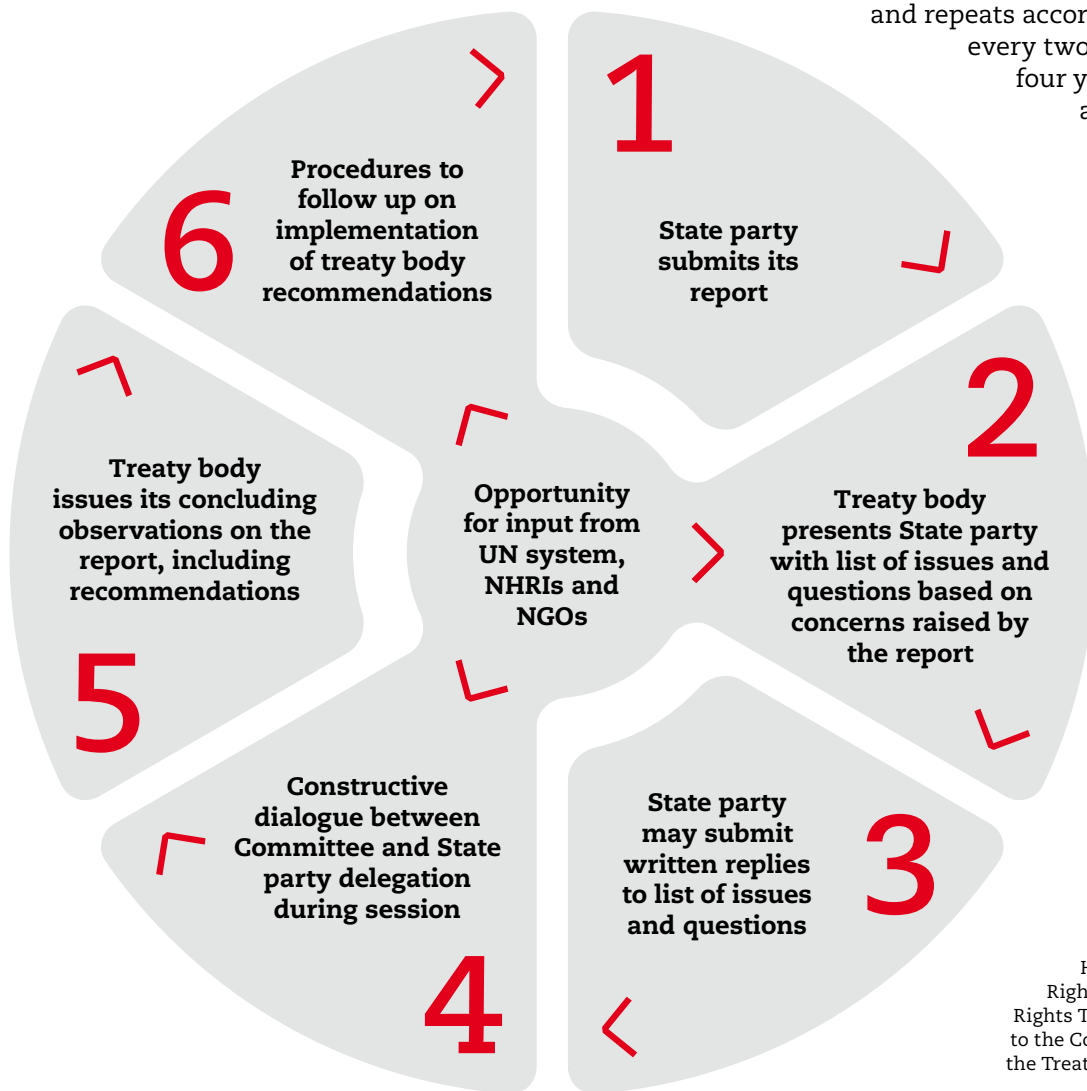 and repeats accor
every two
four y
a
1
State party
submits its
report
2
Treaty body
presents State party
with list of issues and
questions based on
concerns raised by
the report
3
State party
may submit
written replies
to list of issues
and questions
4
Constructive
dialogue between
Committee and State
party delegation
during session
5
Treaty body
issues its concluding
observations on the
report, including
recommendations
6
Procedures to
follow up on
implementation
of treaty body
recommendations
Opportunity
for input from
UN system,
NHRIs and
NGOs
H
Righ
Rights T
to the Co
the Treat